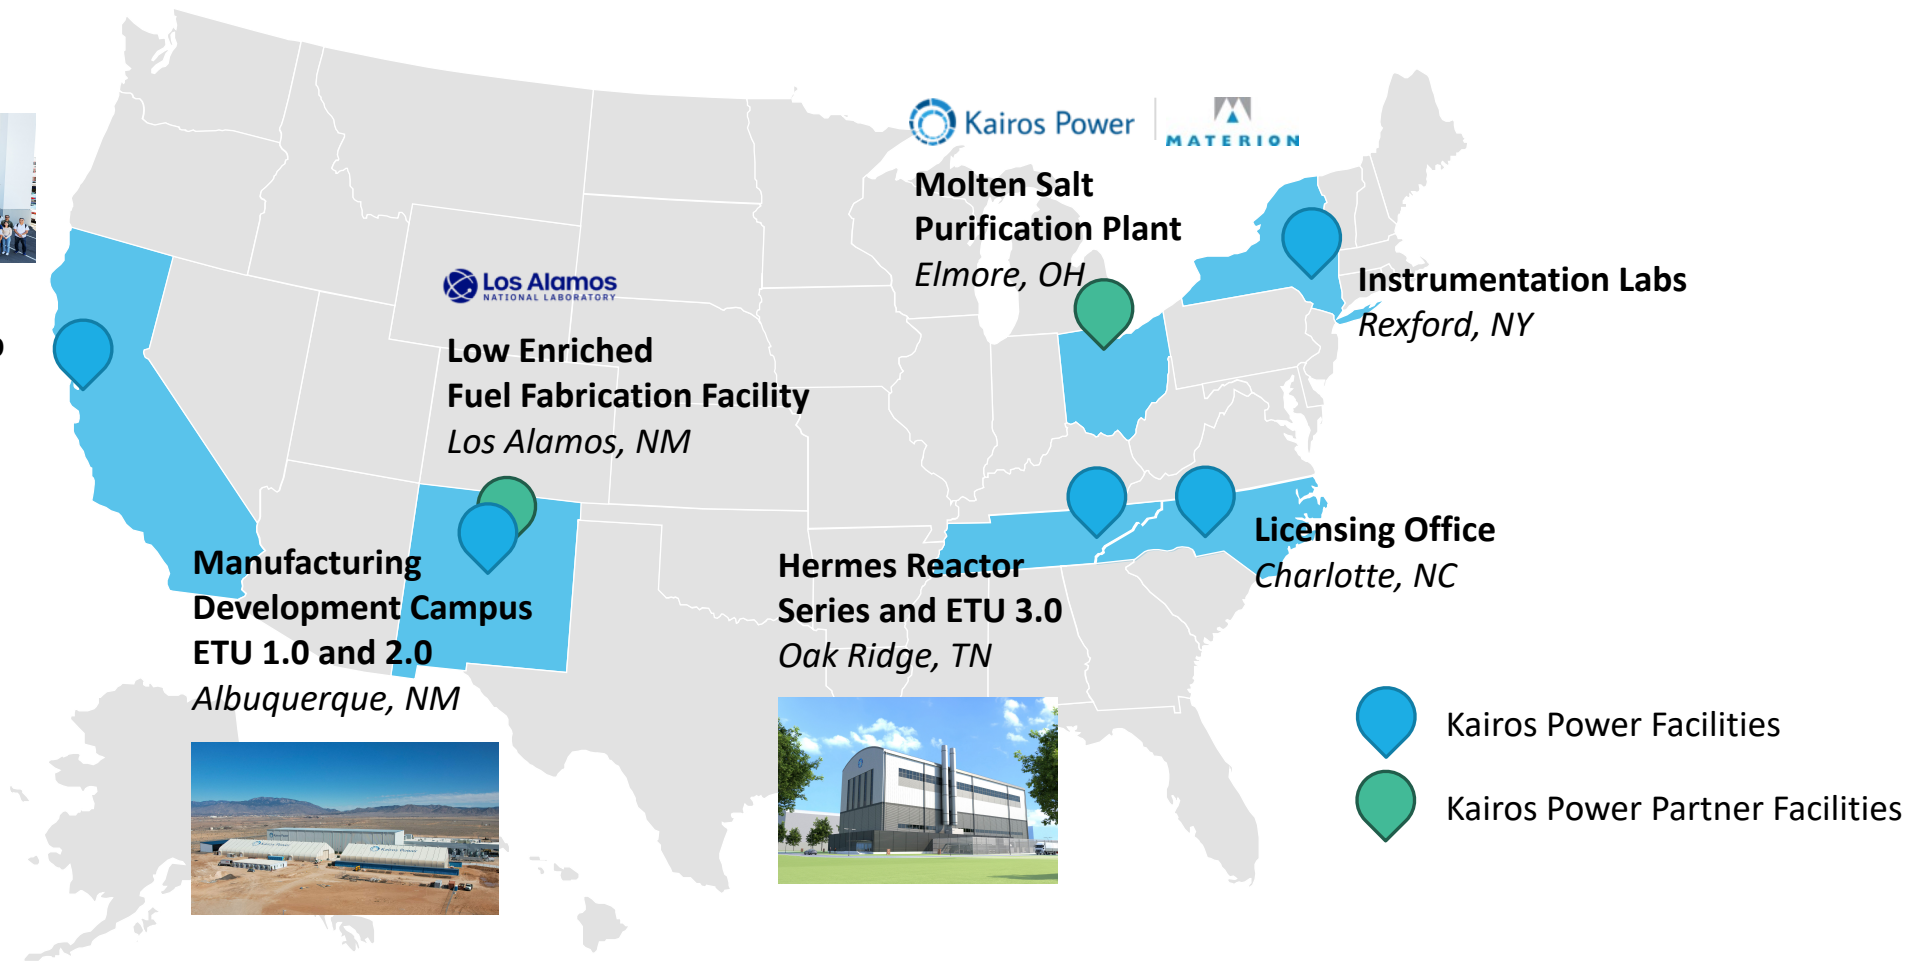 Kairos Power
MATERION
Molten Salt
Purification Plant
Elmore, OH
Los Alamos
NATIONAL LABORATORY
Low Enriched
Fuel Fabrication Facility
Los Alamos, NM
Instrumentation Labs
Rexford, NY
Manufacturing
Development Campus
ETU 1.0 and 2.0
Albuquerque, NM
Hermes Reactor
Series and ETU 3.0
Oak Ridge, TN
Licensing Office
Charlotte, NC
Kairos Power
Kairos Power Facilities
Kairos Power Partner Facilities